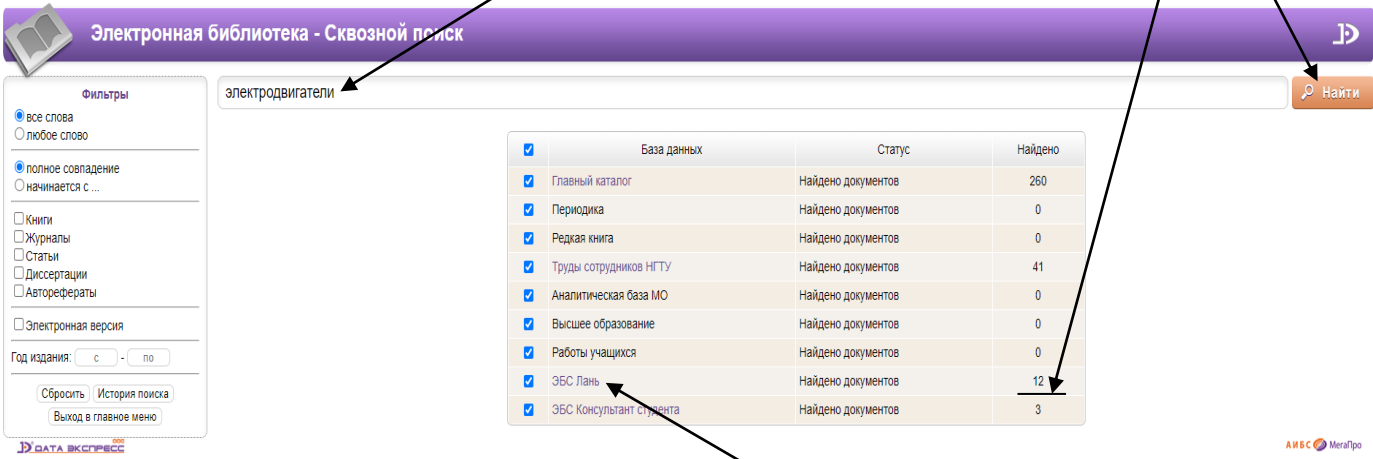 Электронная библиотека - Сквозной поиск
Фильтры
все слова
любое слово
полное совпадение
начинается с ...
Книги
Журналы
Статьи
Диссертации
Авторефераты
Электронная версия
Год издания: с - по
Сбросить История поиска
Выход в главное меню
ДАТА ЭКСПРЕСС ООО
электродвигатели Найти
База данных Статус Найдено
Главный каталог Найдено документов 260
Периодика Найдено документов 0
Редкая книга Найдено документов 0
Труды сотрудников НГТУ Найдено документов 41
Аналитическая база МО Найдено документов 0
Высшее образование Найдено документов 0
Работы учащихся Найдено документов 0
ЭБС Лань Найдено документов 12
ЭБС Консультант студента Найдено документов 3
АИБС МегаПро